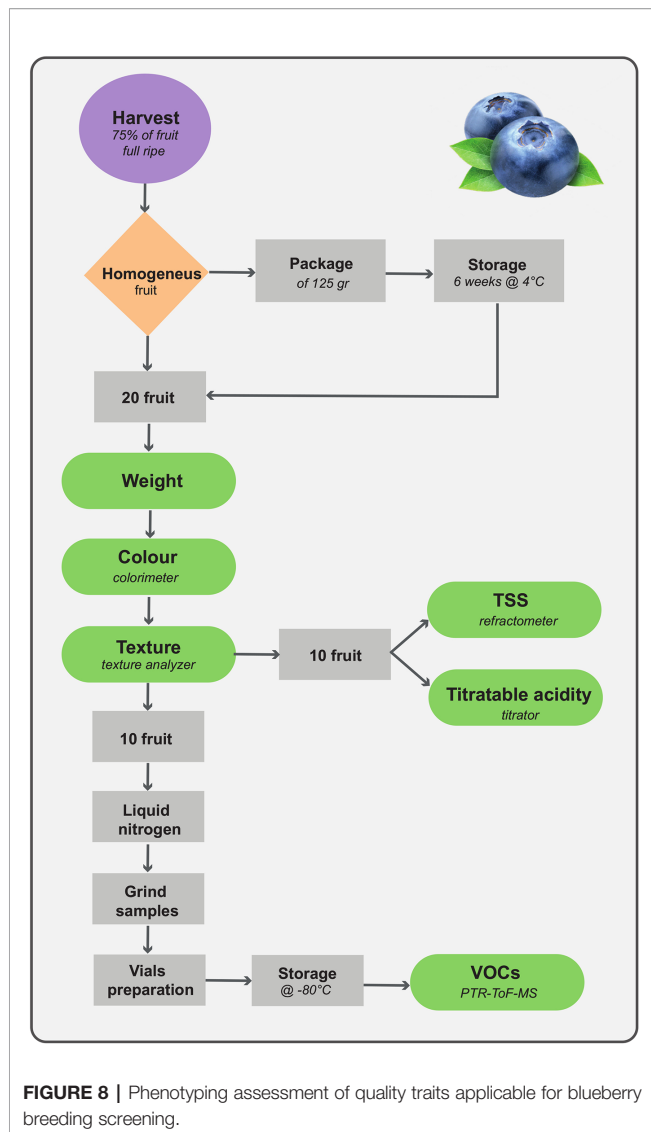 Harvest
75% of fruit
full ripe
Homogeneus
fruit
Package
of 125 gr
Storage
6 weeks @ 4°C
20 fruit
Weight
Colour
colorimeter
Texture
texture analyzer
10 fruit
TSS
refractometer
Titratable acidity
titrator
10 fruit
Liquid
nitrogen
Grind
samples
Vials
preparation
Storage
@ -80°C
VOCs
PTR-ToF-MS
FIGURE 8 | Phenotyping assessment of quality traits applicable for blueberry
breeding screening.